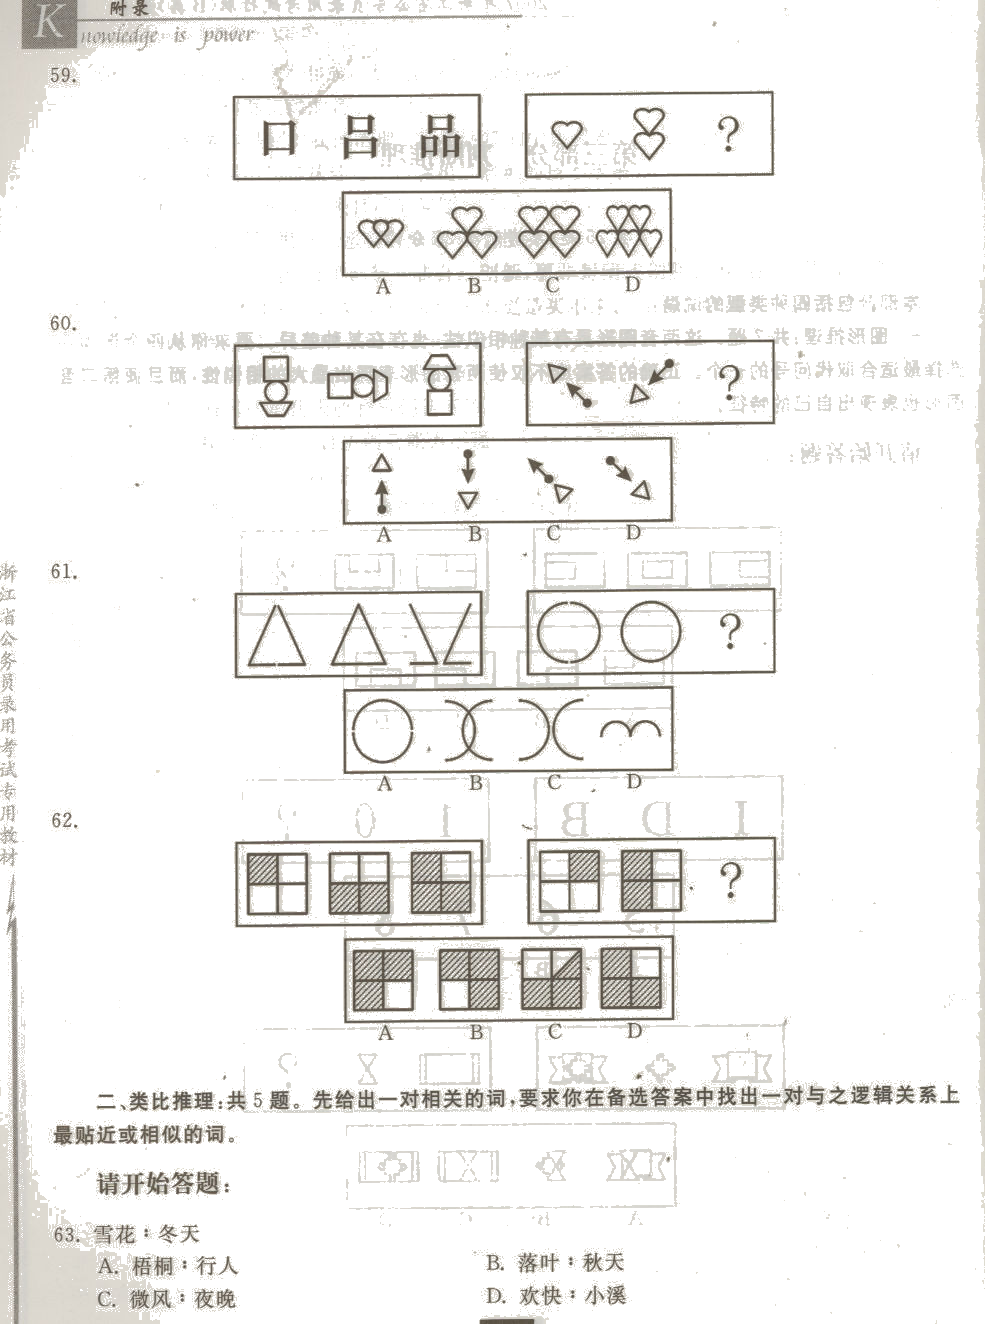 附录
Knowledge is power
59.
口 吕 品 ?
A B C D
60.
?
A B C D
61.
?
A B C D
62.
?
A B C D
二、类比推理:共5题。先给出一对相关的词,要求你在备选答案中找出一对与之逻辑关系上
最贴近或相似的词。
请开始答题:
63. 雪花∶冬天
A. 梧桐∶行人 B. 落叶∶秋天
C. 微风∶夜晚 D. 欢快∶小溪
浙江省公务员录用考试专用教材